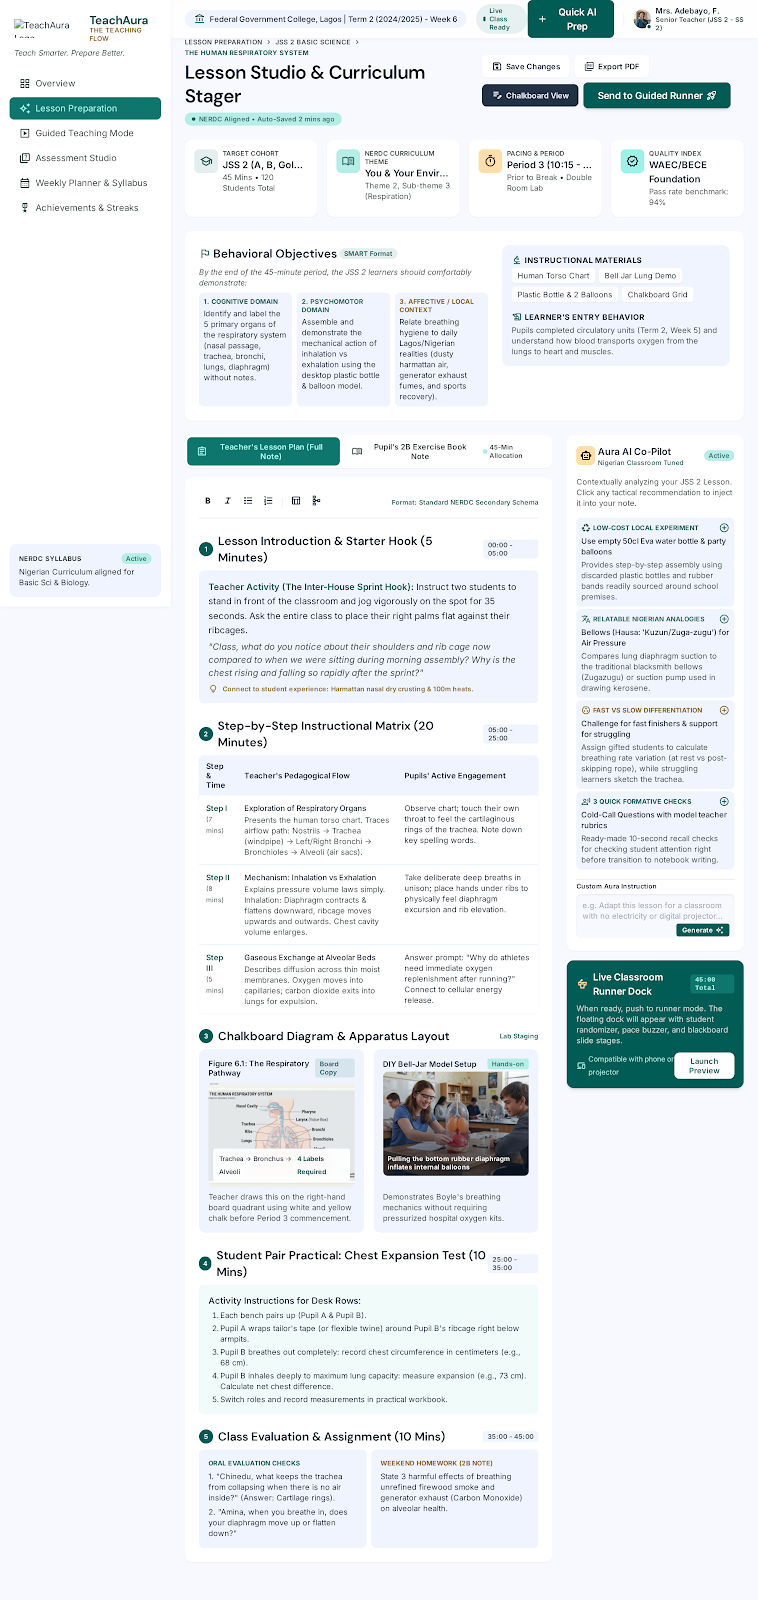 TeachAura
Logo
TeachAura
THE TEACHING
FLOW
Teach Smarter. Prepare Better.
Overview
Lesson Preparation
Guided Teaching Mode
Assessment Studio
Weekly Planner & Syllabus
Achievements & Streaks
NERDC SYLLABUS
Active
Nigerian Curriculum aligned for
Basic Sci & Biology.
Federal Government College, Lagos | Term 2 (2024/2025) - Week 6
Live
Class
Ready
Quick AI
Prep
Mrs. Adebayo, F.
Senior Teacher (JSS 2 - SS
2)
LESSON PREPARATION > JSS 2 BASIC SCIENCE >
THE HUMAN RESPIRATORY SYSTEM
Lesson Studio & Curriculum
Stager
NERDC Aligned • Auto-Saved 2 mins ago
Save Changes
Export PDF
Chalkboard View
Send to Guided Runner
TARGET COHORT
JSS 2 (A, B, Gol...
45 Mins • 120
Students Total
NERDC CURRICULUM
THEME
You & Your Envir...
Theme 2, Sub-theme 3
(Respiration)
PACING & PERIOD
Period 3 (10:15 - ...
Prior to Break • Double
Room Lab
QUALITY INDEX
WAEC/BECE
Foundation
Pass rate benchmark:
94%
Behavioral Objectives
SMART Format
By the end of the 45-minute period, the JSS 2 learners should comfortably
demonstrate:
1. COGNITIVE DOMAIN
Identify and label the
5 primary organs of
the respiratory system
(nasal passage,
trachea, bronchi,
lungs, diaphragm)
without notes.
2. PSYCHOMOTOR
DOMAIN
Assemble and
demonstrate the
mechanical action of
inhalation vs
exhalation using the
desktop plastic bottle
& balloon model.
3. AFFECTIVE / LOCAL
CONTEXT
Relate breathing
hygiene to daily
Lagos/Nigerian
realities (dusty
harmattan air,
generator exhaust
fumes, and sports
recovery).
INSTRUCTIONAL MATERIALS
Human Torso Chart
Bell Jar Lung Demo
Plastic Bottle & 2 Balloons
Chalkboard Grid
LEARNER'S ENTRY BEHAVIOR
Pupils completed circulatory units (Term 2, Week 5) and
understand how blood transports oxygen from the
lungs to heart and muscles.
Teacher's Lesson Plan (Full
Note)
Pupil's 2B Exercise Book
Note
45-Min
Allocation
B I
Format: Standard NERDC Secondary Schema
1
Lesson Introduction & Starter Hook (5
Minutes)
00:00 -
05:00
Teacher Activity (The Inter-House Sprint Hook): Instruct two students to
stand in front of the classroom and jog vigorously on the spot for 35
seconds. Ask the entire class to place their right palms flat against their
ribcages.
"Class, what do you notice about their shoulders and rib cage now
compared to when we were sitting during morning assembly? Why is the
chest rising and falling so rapidly after the sprint?"
Connect to student experience: Harmattan nasal dry crusting & 100m heats.
2
Step-by-Step Instructional Matrix (20
Minutes)
05:00 -
25:00
Step
&
Time
Teacher's Pedagogical Flow
Pupils' Active Engagement
Step I
(7
mins)
Exploration of Respiratory Organs
Presents the human torso chart. Traces
airflow path: Nostrils → Trachea
(windpipe) → Left/Right Bronchi →
Bronchioles → Alveoli (air sacs).
Observe chart; touch their own
throat to feel the cartilaginous
rings of the trachea. Note down
key spelling words.
Step II
(8
mins)
Mechanism: Inhalation vs Exhalation
Explains pressure volume laws simply.
Inhalation: Diaphragm contracts &
flattens downward, ribcage moves
upwards and outwards. Chest cavity
volume enlarges.
Take deliberate deep breaths in
unison; place hands under ribs to
physically feel diaphragm
excursion and rib elevation.
Step
III
(5
mins)
Gaseous Exchange at Alveolar Beds
Describes diffusion across thin moist
membranes. Oxygen moves into
capillaries; carbon dioxide exits into
lungs for expulsion.
Answer prompt: "Why do athletes
need immediate oxygen
replenishment after running?"
Connect to cellular energy
release.
3
Chalkboard Diagram & Apparatus Layout
Lab Staging
Figure 6.1: The Respiratory
Pathway
Board
Copy
THE HUMAN RESPIRATORY SYSTEM
Nasal Cavity
Pharynx
Larynx (Voice Box)
Trachea
Ribs
Bronchi
Lungs
Bronchioles
Trachea → Bronchus →
Alveoli
4 Labels
Required
Teacher draws this on the right-hand
board quadrant using white and yellow
chalk before Period 3 commencement.
DIY Bell-Jar Model Setup
Hands-on
Pulling the bottom rubber diaphragm
inflates internal balloons
Demonstrates Boyle's breathing
mechanics without requiring
pressurized hospital oxygen kits.
4
Student Pair Practical: Chest Expansion Test (10
Mins)
25:00 -
35:00
Activity Instructions for Desk Rows:
1. Each bench pairs up (Pupil A & Pupil B).
2. Pupil A wraps tailor's tape (or flexible twine) around Pupil B's ribcage right below
armpits.
3. Pupil B breathes out completely: record chest circumference in centimeters (e.g.,
68 cm).
4. Pupil B inhales deeply to maximum lung capacity: measure expansion (e.g., 73 cm).
Calculate net chest difference.
5. Switch roles and record measurements in practical workbook.
5
Class Evaluation & Assignment (10 Mins)
35:00 - 45:00
ORAL EVALUATION CHECKS
1. "Chinedu, what keeps the trachea
from collapsing when there is no air
inside?" (Answer: Cartilage rings).
2. "Amina, when you breathe in, does
your diaphragm move up or flatten
down?"
WEEKEND HOMEWORK (2B NOTE)
State 3 harmful effects of breathing
unrefined firewood smoke and
generator exhaust (Carbon Monoxide)
on alveolar health.
Aura AI Co-Pilot
Nigerian Classroom Tuned
Active
Contextually analyzing your JSS 2 Lesson.
Click any tactical recommendation to inject
it into your note.
LOW-COST LOCAL EXPERIMENT
Use empty 50cl Eva water bottle & party
balloons
Provides step-by-step assembly using
discarded plastic bottles and rubber
bands readily sourced around school
premises.
RELATABLE NIGERIAN ANALOGIES
Bellows (Hausa: 'Kuzun/Zuga-zugu') for
Air Pressure
Compares lung diaphragm suction to
the traditional blacksmith bellows
(Zugazugu) or suction pump used in
drawing kerosene.
FAST VS SLOW DIFFERENTIATION
Challenge for fast finishers & support
for struggling
Assign gifted students to calculate
breathing rate variation (at rest vs post-
skipping rope), while struggling
learners sketch the trachea.
3 QUICK FORMATIVE CHECKS
Cold-Call Questions with model teacher
rubrics
Ready-made 10-second recall checks
for checking student attention right
before transition to notebook writing.
Custom Aura Instruction
e.g. Adapt this lesson for a classroom
with no electricity or digital projector...
Generate
Live Classroom
Runner Dock
45:00
Total
When ready, push to runner mode. The
floating dock will appear with student
randomizer, pace buzzer, and blackboard
slide stages.
Compatible with phone or
projector
Launch
Preview